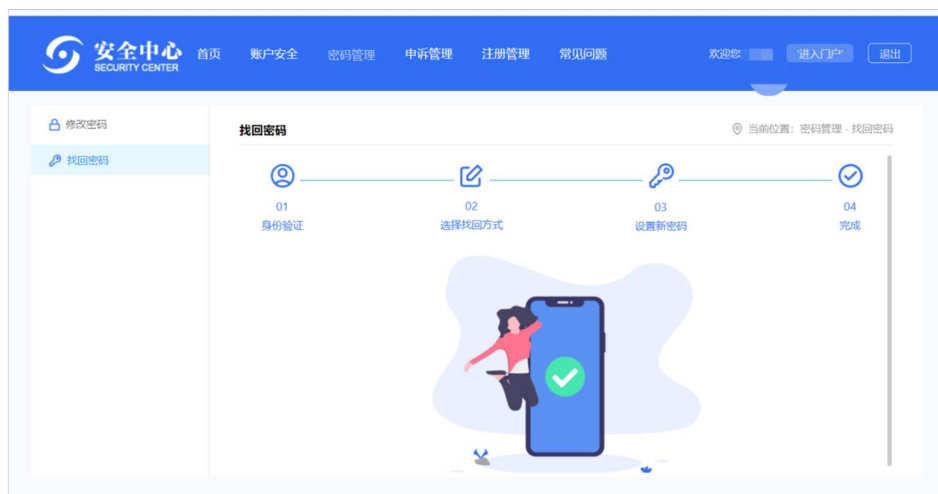 安全中心
SECURITY CENTER
首页 账户安全 密码管理 申诉管理 注册管理 常见问题 欢迎您 '进入门户' 退出
修改密码
找回密码
找回密码
当前位置：密码管理 - 找回密码
01 02 03 04
身份验证 选择找回方式 设置新密码 完成